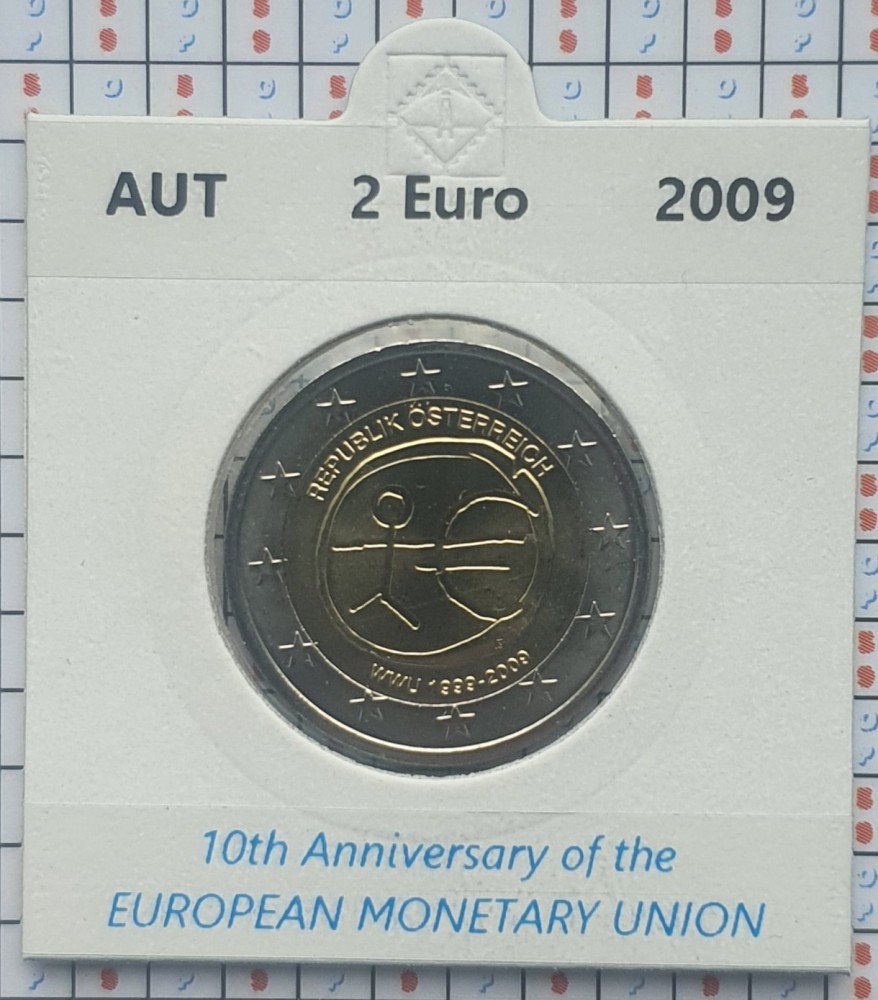 AUT 2 Euro 2009
REPUBLIK ÖSTERREICH
WWU 1999-2009
10th Anniversary of the
EUROPEAN MONETARY UNION